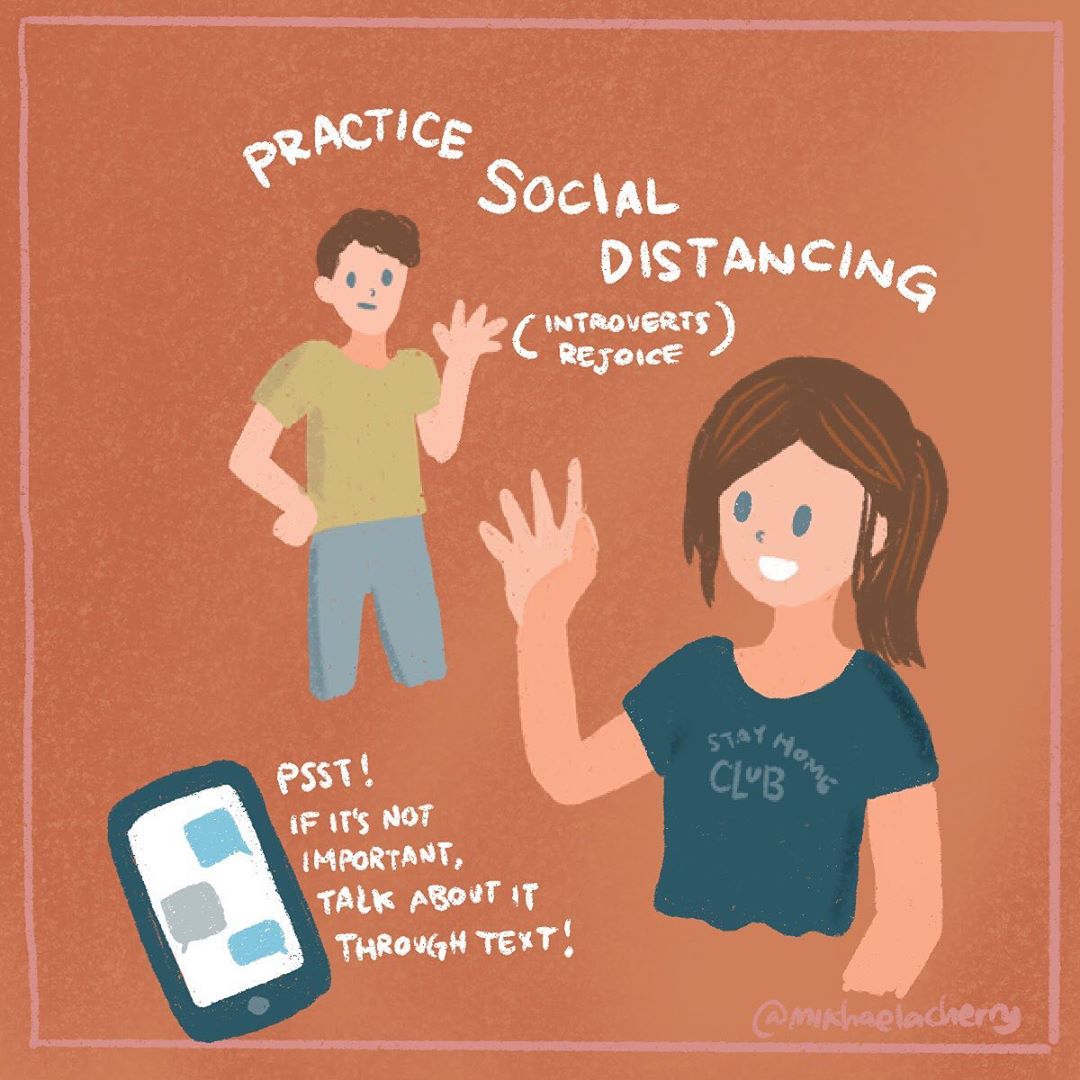 PRACTICE
SOCIAL
DISTANCING
(INTROVERTS
REJOICE)
STAY HOME
CLUB
PSST!
IF IT'S NOT
IMPORTANT,
TALK ABOUT IT
THROUGH TEXT!
@mikhaelacherry